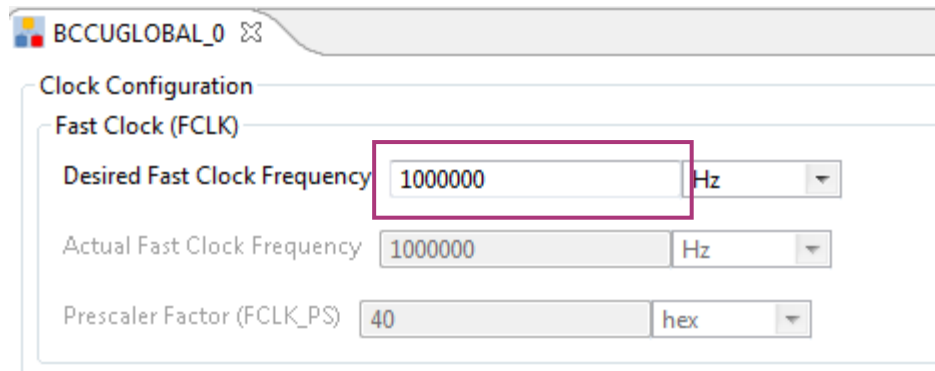 BCCUGLOBAL_0
Clock Configuration
Fast Clock (FCLK)
Desired Fast Clock Frequency 1000000 Hz
Actual Fast Clock Frequency 1000000 Hz
Prescaler Factor (FCLK_PS) 40 hex